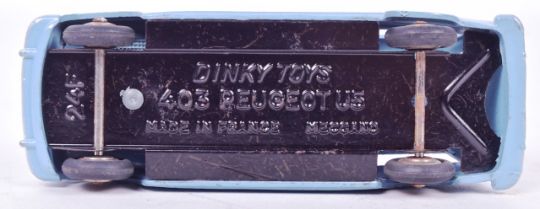 DINKY TOYS
24F
403 PEUGEOT U5
MADE IN FRANCE MECCANO